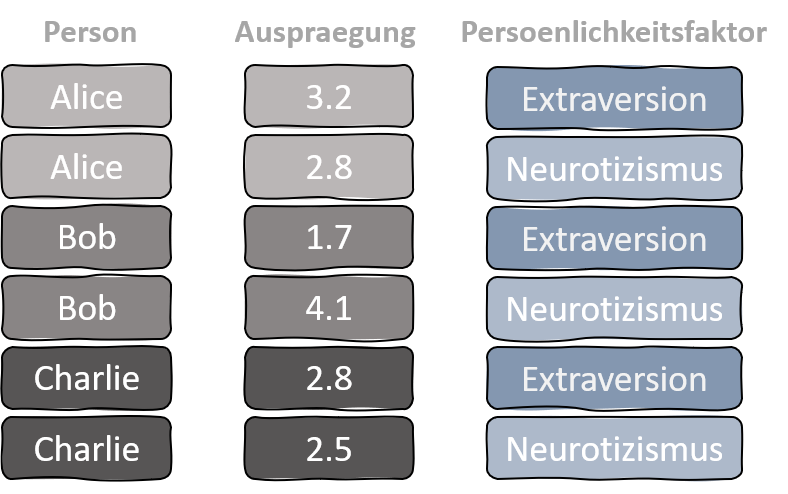 Person Auspraegung Persoenlichkeitsfaktor
Alice 3.2 Extraversion
Alice 2.8 Neurotizismus
Bob 1.7 Extraversion
Bob 4.1 Neurotizismus
Charlie 2.8 Extraversion
Charlie 2.5 Neurotizismus